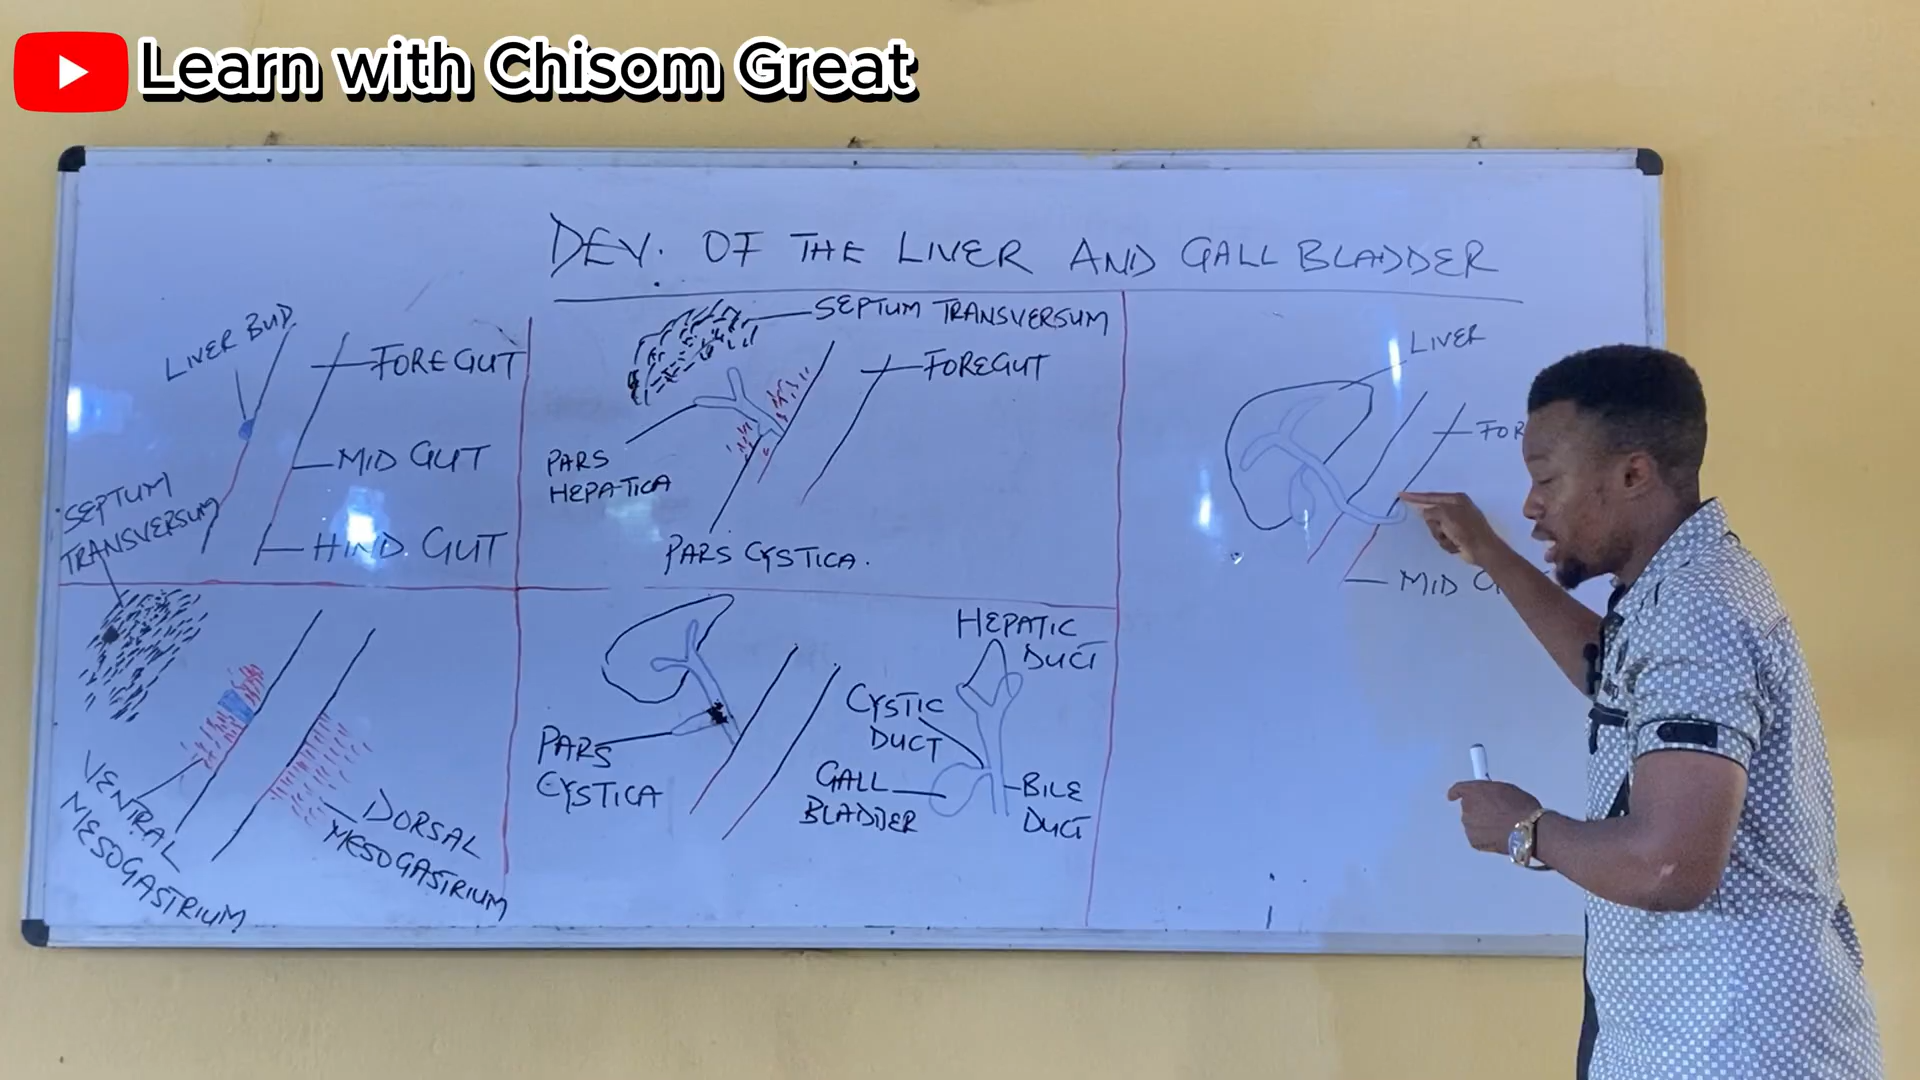 Learn with Chisom Great
DEV. OF THE LIVER AND GALL BLADDER
LIVER BUD
FOREGUT
MID GUT
HIND GUT
SEPTUM
TRANSVERSUM
VENTRAL
MESOGASTRIUM
DORSAL
MESOGASTRIUM
SEPTUM TRANSVERSUM
FOREGUT
PARS
HEPATICA
PARS CYSTICA.
PARS
CYSTICA
HEPATIC
DUCT
CYSTIC
DUCT
GALL
BLADDER
BILE
DUCT
LIVER
FOR
MID G